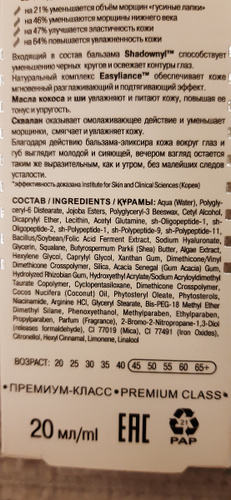 на 21% уменьшается объём морщин «гусиные лапки»
на 46% уменьшаются морщины нижнего века
на 47% улучшается эластичность кожи
на 64% повышается увлажнённость кожи
Входящий в состав бальзама Shadownyl™ способствует
уменьшению черных кругов и освежает контуры глаз.
Натуральный комплекс Easyliance™ обеспечивает коже
мгновенный разглаживающий и подтягивающий эффект.
Масла кокоса и ши увлажняют и питают кожу, повышая ее
тонус и упругость.
Сквалан оказывает омолаживающее действие и уменьшает
морщинки, смягчает и увлажняет кожу.
Благодаря действию бальзама-эликсира кожа вокруг глаз и
губ выглядит молодой и сияющей, вечером взгляд остается
таким же выразительным, как и утром, без малейших следов
усталости.
*эффективность доказана Institute for Skin and Clinical Sciences (Корея)
СОСТАВ / INGREDIENTS / ҚҰРАМЫ: Aqua (Water), Polygly-
ceryl-6 Distearate, Jojoba Esters, Polyglyceryl-3 Beeswax, Cetyl Alcohol,
Dicaprylyl Ether, Lecithin, Acetyl Glutamine, sh-Oligopeptide-1, sh-
Oligopeptide-2, sh-Polypeptide-1, sh-Polypeptide-9, sh-Polypeptide-11,
Bacillus/Soybean/Folic Acid Ferment Extract, Sodium Hyaluronate,
Glycerin, Squalane, Butyrospermum Parkii (Shea) Butter, Algae Extract,
Hexylene Glycol, Caprylyl Glycol, Xanthan Gum, Dimethicone/Vinyl
Dimethicone Crosspolymer, Silica, Acacia Senegal (Gum Acacia) Gum,
Hydrolyzed Rhizobian Gum, Hydroxyethyl Acrylate/Sodium Acryloyldimethyl
Taurate Copolymer, Cyclopentasiloxane, Dimethicone Crosspolymer,
Cocos Nucifera (Coconut) Oil, Phytosteryl Oleate, Phytosterols,
Niacinamide, Arginine HCl, Glyceryl Stearate, Bis-PEG-18 Methyl Ether
Dimethyl Silane, Phenoxyethanol, Methylparaben, Ethylparaben,
Propylparaben, Parfum (Fragrance), 2-Bromo-2-Nitropropane-1,3-Diol
(releases formaldehyde), CI 77019 (Mica), CI 77491 (Iron Oxides),
Citronellol, Hexyl Cinnamal, Limonene, Linalool
ВОЗРАСТ: 20 25 30 35 40 45 50 55 60 65+
• ПРЕМИУМ-КЛАСС • PREMIUM CLASS •
20 мл/ml
EAC
21
PAP